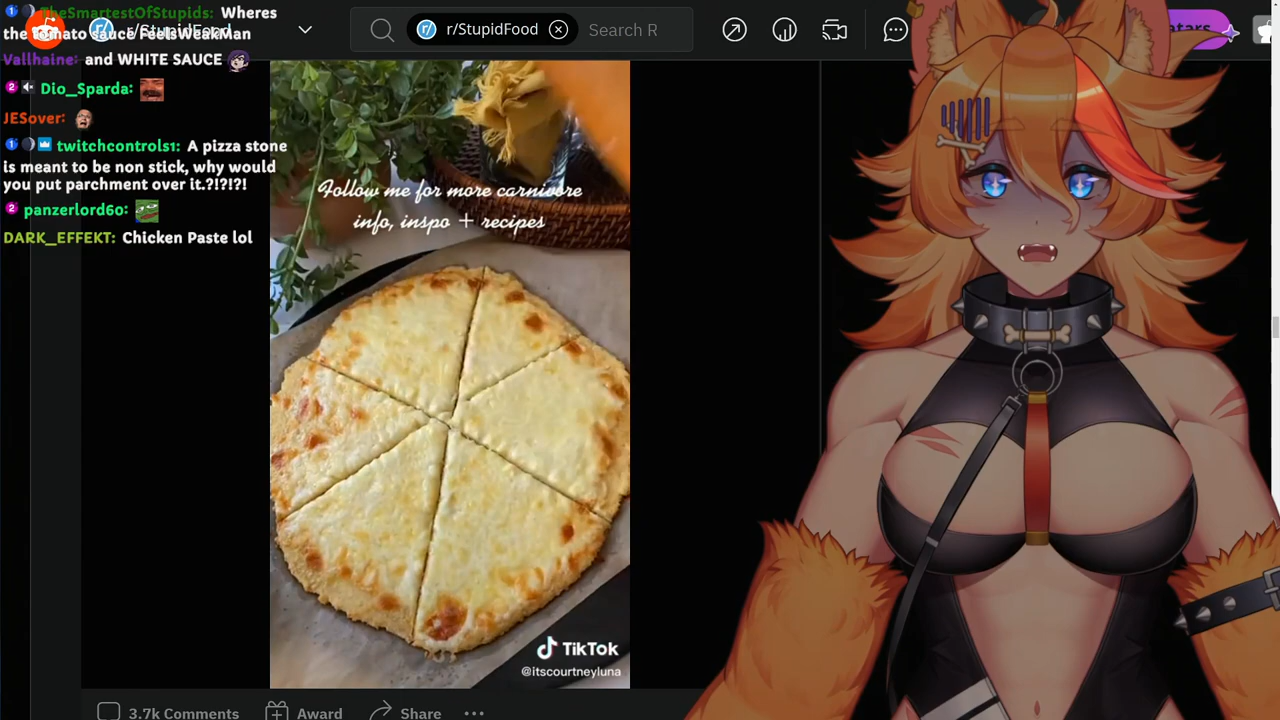 TheSmartestOfStupids: Wheres
the tomato sauce FeelsWeakman
Vallhaine: and WHITE SAUCE
Dio_Sparda:
JESover:
twitchcontrols1: A pizza stone
is meant to be non stick, why would
you put parchment over it.?!?!?!
panzerlord60:
DARK_EFFEKT: Chicken Paste lol
r/StupidFood
r/StupidFood
Search R
Follow me for more carnivore
info, inspo + recipes
TikTok
@itscourtneyluna
3.7k Comments
Award
Share